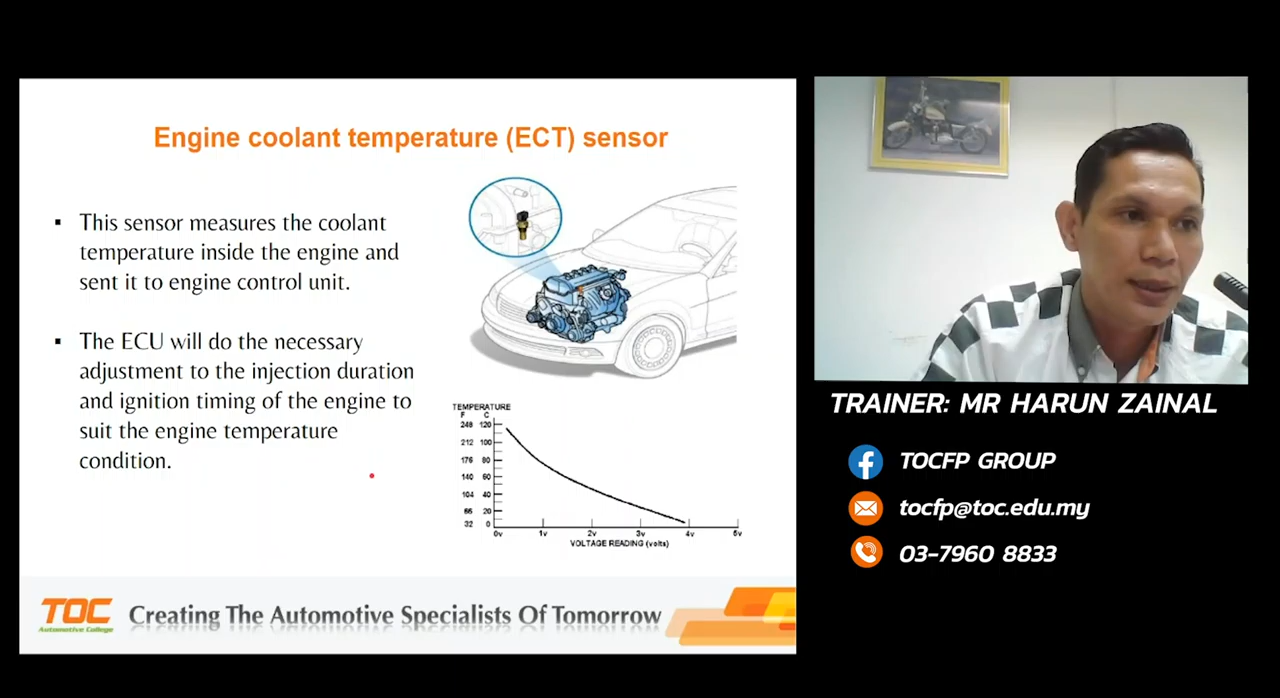 Engine coolant temperature (ECT) sensor
▪ This sensor measures the coolant
temperature inside the engine and
sent it to engine control unit.
▪ The ECU will do the necessary
adjustment to the injection duration
and ignition timing of the engine to
suit the engine temperature
condition.
TEMPERATURE
F C
248 120
212 100
176 80
140 60
104 40
66 20
32 0
0v 1v 2v 3v 4v 5v
VOLTAGE READING (volts)
TOC
Automotive College
Creating The Automotive Specialists Of Tomorrow
TRAINER: MR HARUN ZAINAL
TOCFP GROUP
tocfp@toc.edu.my
03-7960 8833